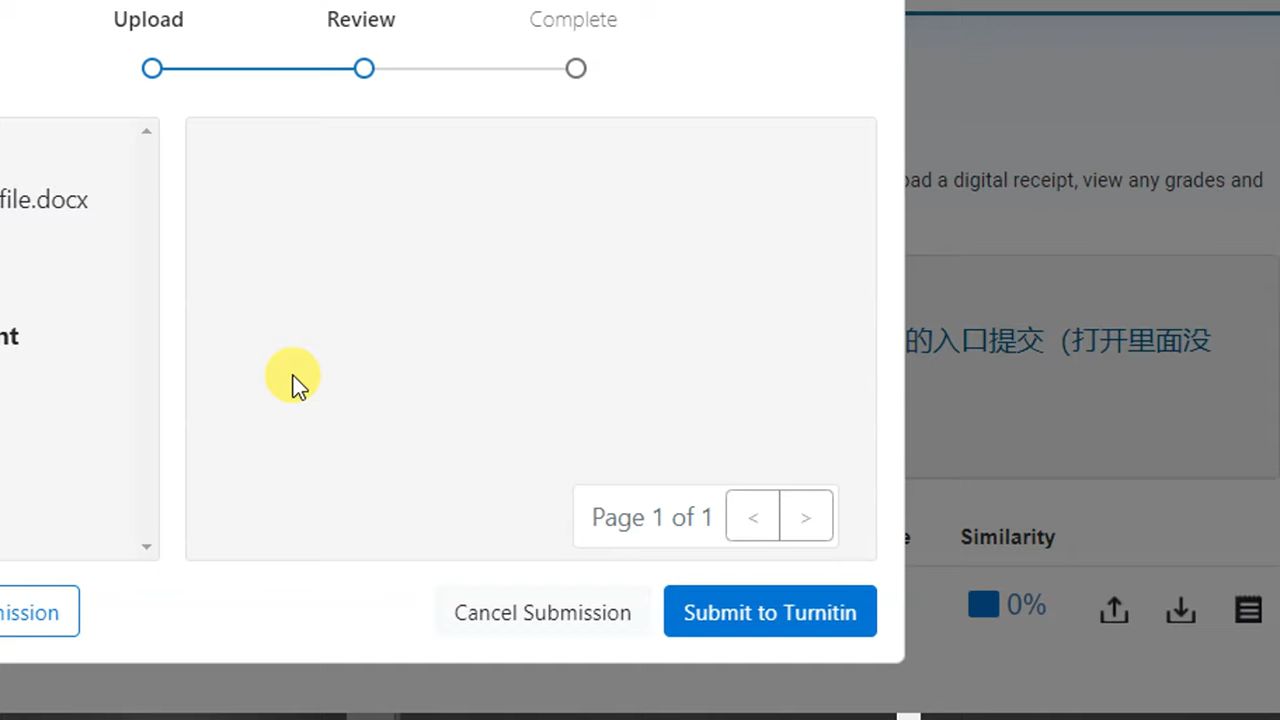 Upload Review Complete
file.docx
nt
Page 1 of 1 < >
Cancel Submission Submit to Turnitin
oad a digital receipt, view any grades and
的入口提交（打开里面没
Similarity
0%